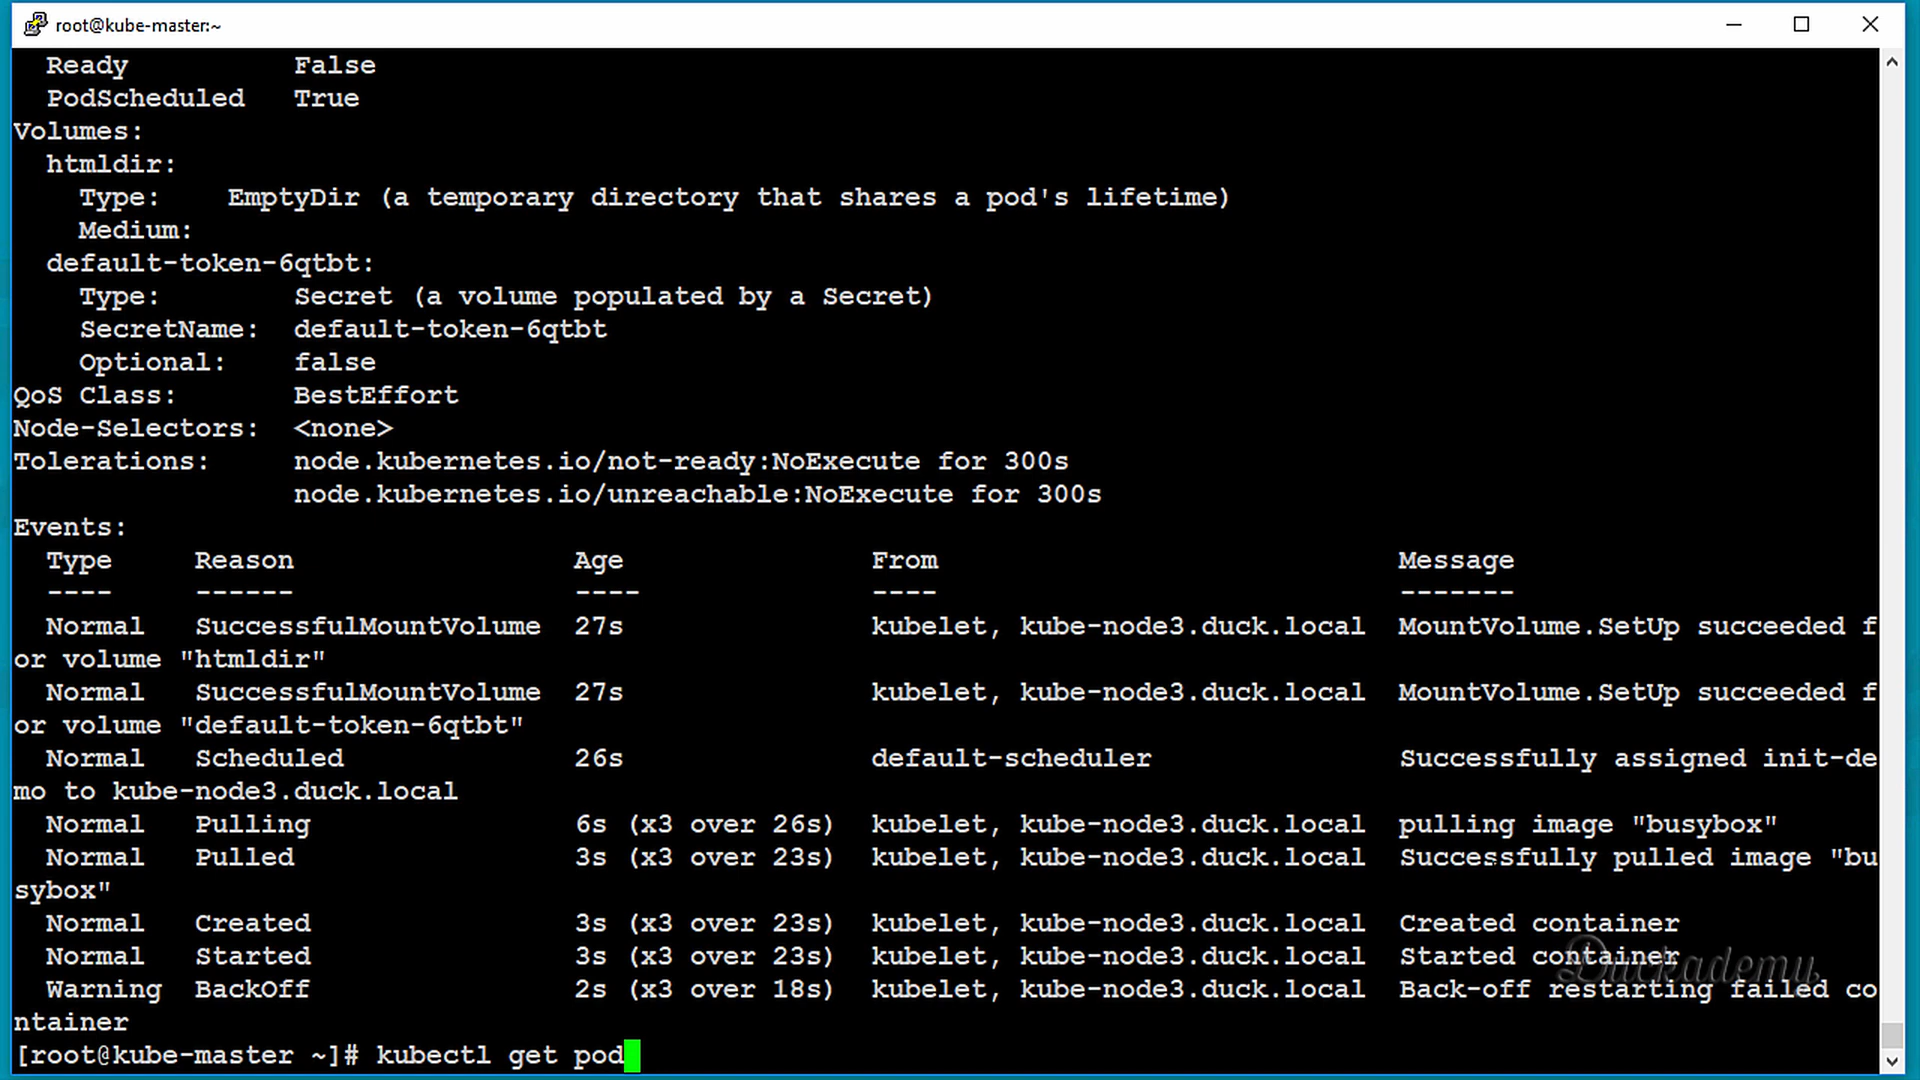 root@kube-master:~
Ready False
PodScheduled True
Volumes:
htmldir:
Type: EmptyDir (a temporary directory that shares a pod's lifetime)
Medium:
default-token-6qtbt:
Type: Secret (a volume populated by a Secret)
SecretName: default-token-6qtbt
Optional: false
QoS Class: BestEffort
Node-Selectors: <none>
Tolerations: node.kubernetes.io/not-ready:NoExecute for 300s
node.kubernetes.io/unreachable:NoExecute for 300s
Events:
Type Reason Age From Message
---- ------ ---- ---- -------
Normal SuccessfulMountVolume 27s kubelet, kube-node3.duck.local MountVolume.SetUp succeeded f
or volume "htmldir"
Normal SuccessfulMountVolume 27s kubelet, kube-node3.duck.local MountVolume.SetUp succeeded f
or volume "default-token-6qtbt"
Normal Scheduled 26s default-scheduler Successfully assigned init-de
mo to kube-node3.duck.local
Normal Pulling 6s (x3 over 26s) kubelet, kube-node3.duck.local pulling image "busybox"
Normal Pulled 3s (x3 over 23s) kubelet, kube-node3.duck.local Successfully pulled image "bu
sybox"
Normal Created 3s (x3 over 23s) kubelet, kube-node3.duck.local Created container
Normal Started 3s (x3 over 23s) kubelet, kube-node3.duck.local Started container
Duckademy
Warning BackOff 2s (x3 over 18s) kubelet, kube-node3.duck.local Back-off restarting failed co
ntainer
[root@kube-master ~]# kubectl get pod